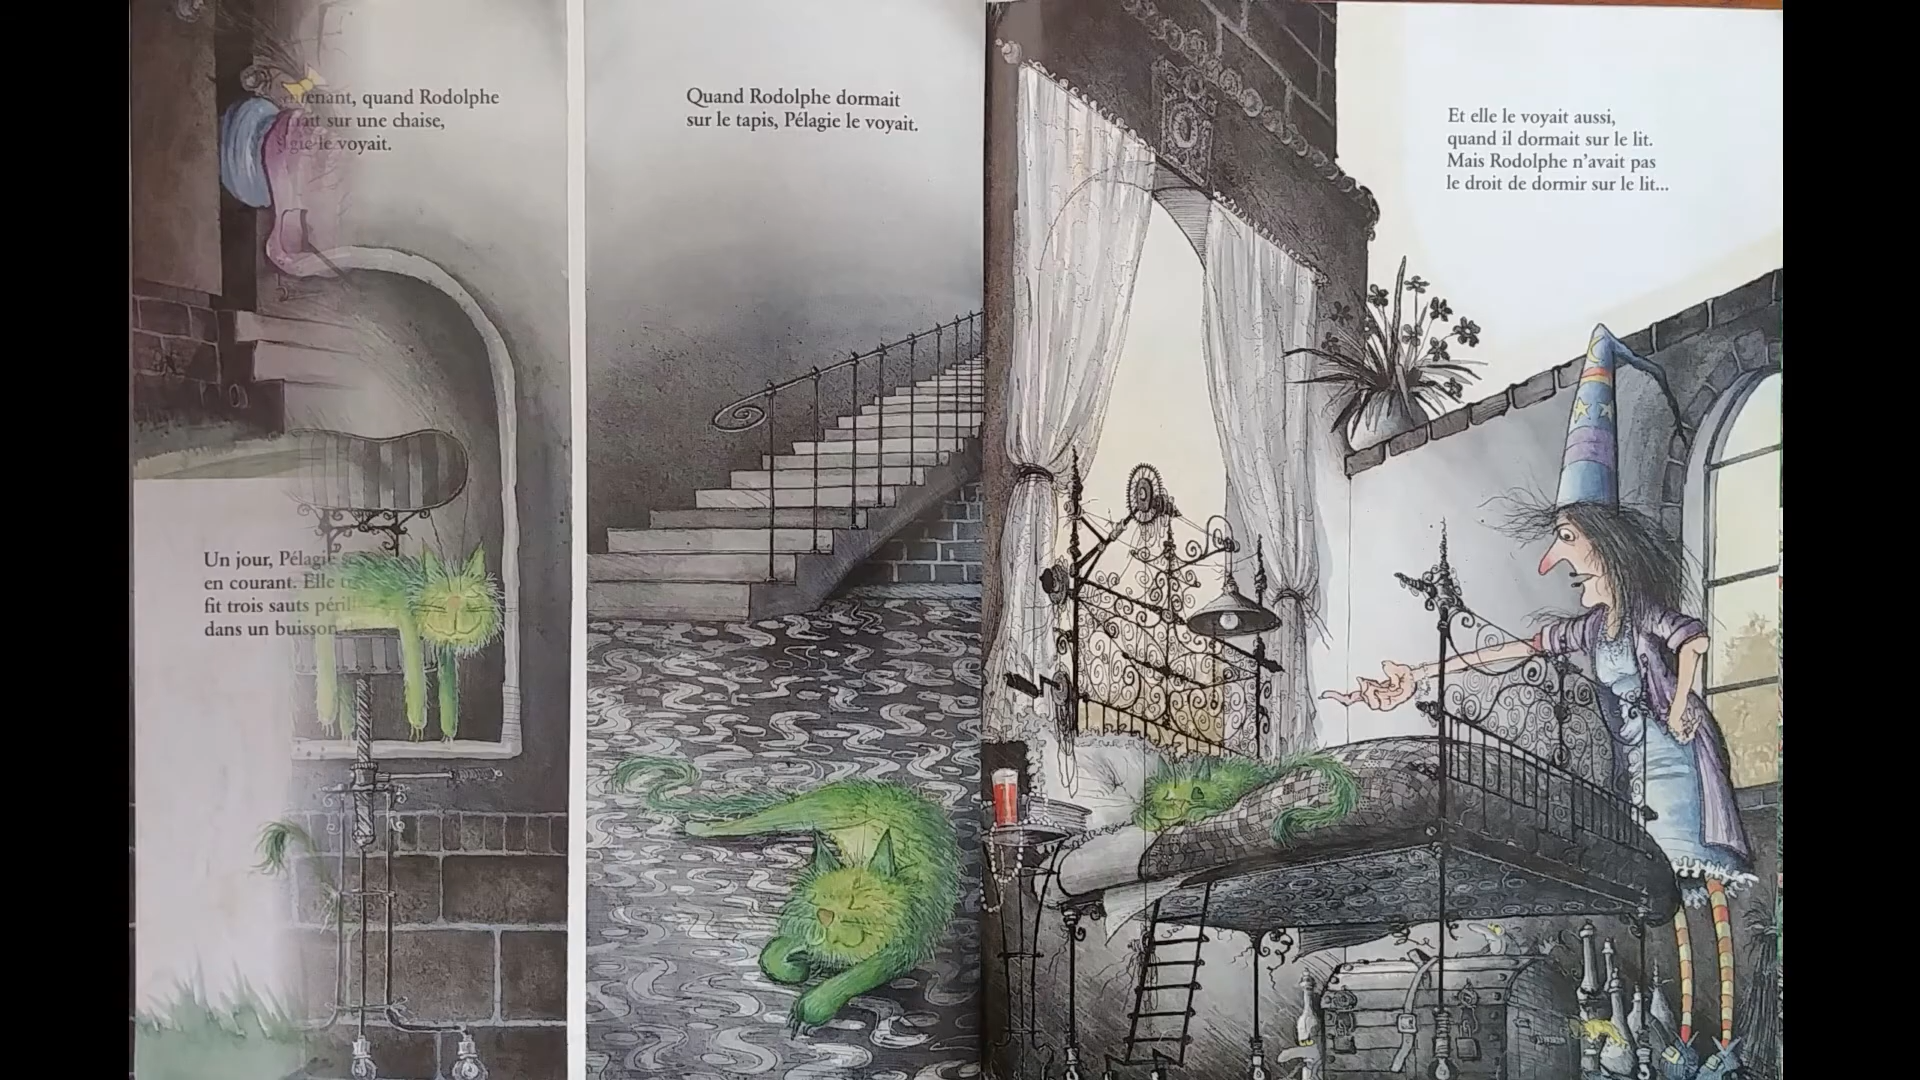 quand Rodolphe
sur une chaise,
le voyait.
Un jour, Pélagie
en courant. Elle
fit trois sauts
dans un buisson
Quand Rodolphe dormait
sur le tapis, Pélagie le voyait.
Et elle le voyait aussi,
quand il dormait sur le lit.
Mais Rodolphe n’avait pas
le droit de dormir sur le lit...